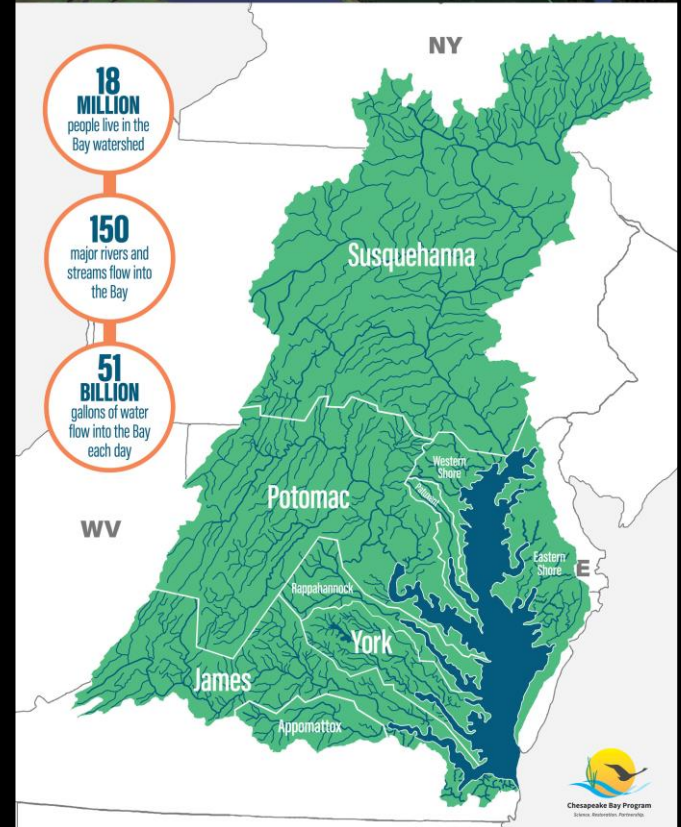 18
MILLION
people live in the
Bay watershed
150
major rivers and
streams flow into
the Bay
51
BILLION
gallons of water
flow into the Bay
each day
NY
Susquehanna
Western
Shore
Patuxent
Potomac
WV
Eastern
Shore
E
Rappahannock
York
James
Appomattox
Chesapeake Bay Program
Science. Restoration. Partnership.